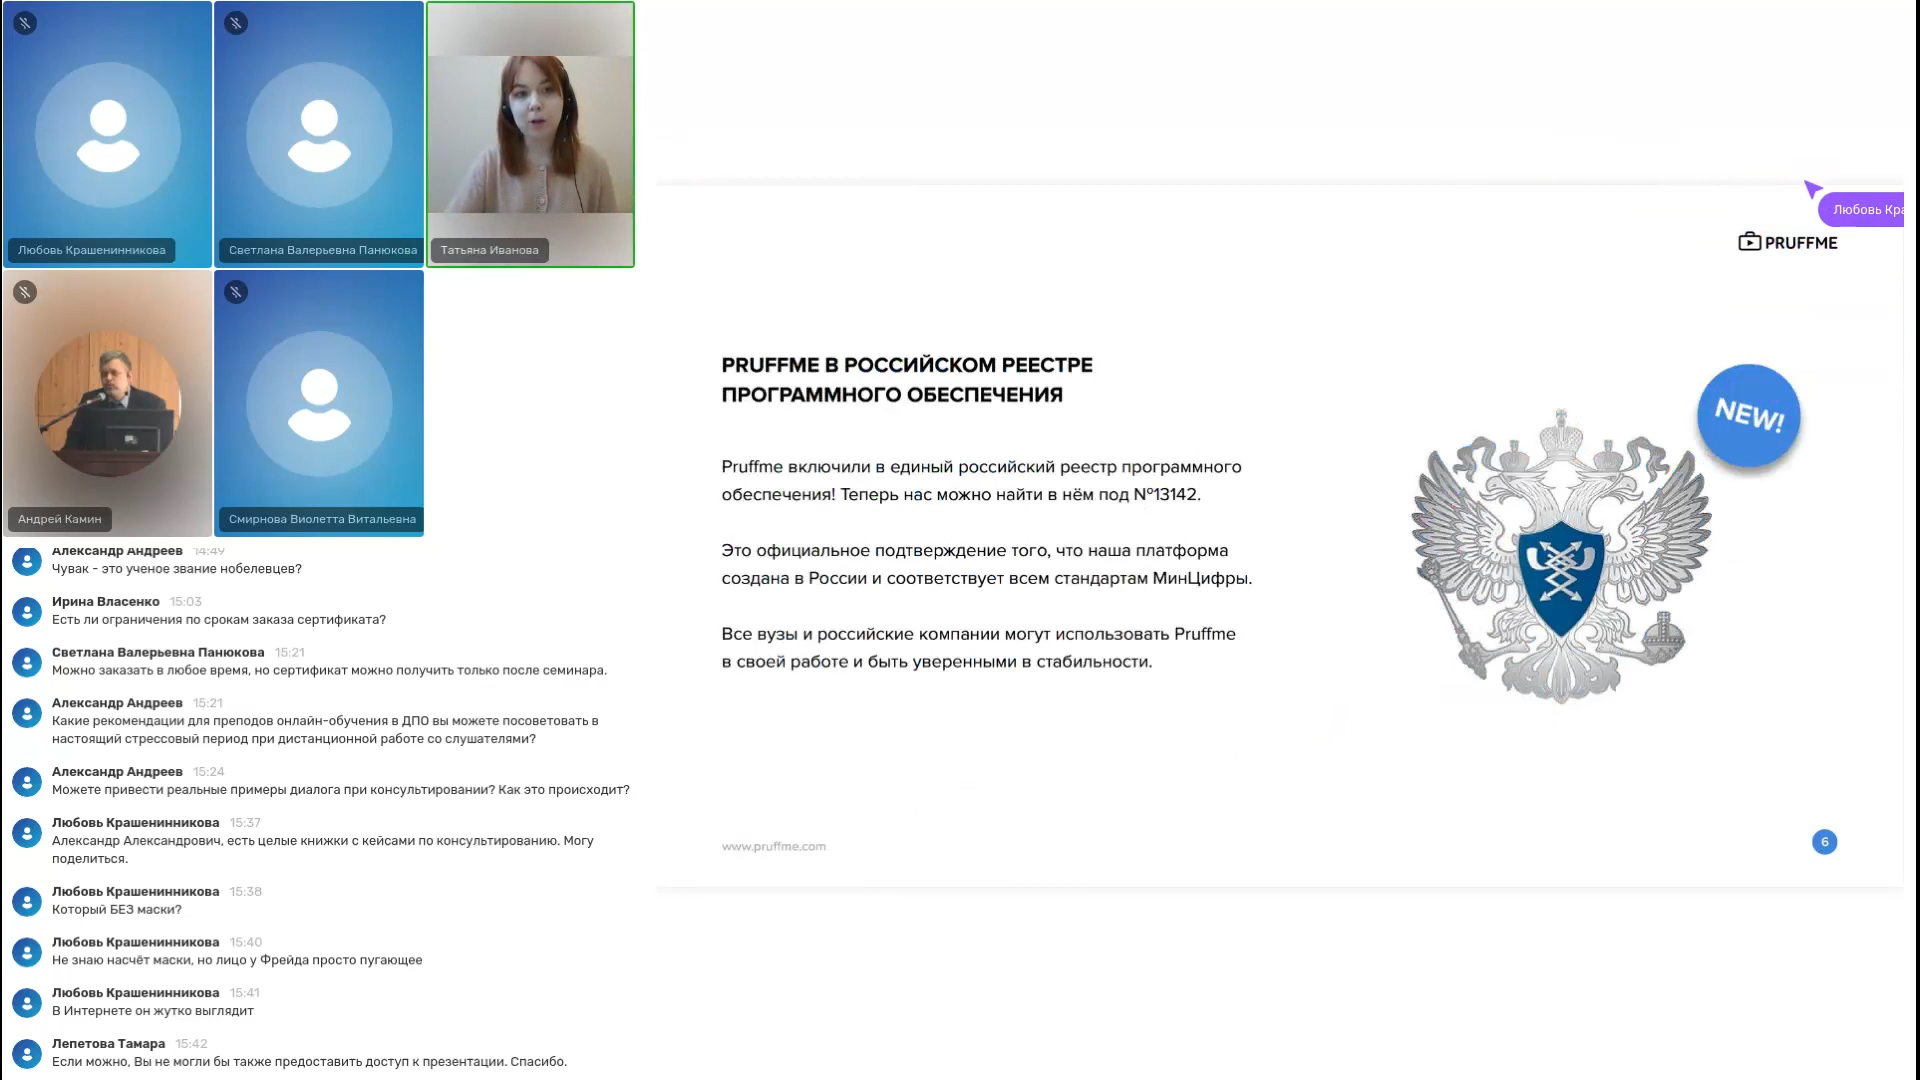 Любовь Крашенинникова
Светлана Валерьевна Панюкова
Татьяна Иванова
Андрей Камин
Смирнова Виолетта Витальевна
Александр Андреев 14:49
Чувак - это ученое звание нобелевцев?
Ирина Власенко 15:03
Есть ли ограничения по срокам заказа сертификата?
Светлана Валерьевна Панюкова 15:21
Можно заказать в любое время, но сертификат можно получить только после семинара.
Александр Андреев 15:21
Какие рекомендации для преподов онлайн-обучения в ДПО вы можете посоветовать в
настоящий стрессовый период при дистанционной работе со слушателями?
Александр Андреев 15:24
Можете привести реальные примеры диалога при консультировании? Как это происходит?
Любовь Крашенинникова 15:37
Александр Александрович, есть целые книжки с кейсами по консультированию. Могу
поделиться.
Любовь Крашенинникова 15:38
Который БЕЗ маски?
Любовь Крашенинникова 15:40
Не знаю насчёт маски, но лицо у Фрейда просто пугающее
Любовь Крашенинникова 15:41
В Интернете он жутко выглядит
Лепетова Тамара 15:42
Если можно, Вы не могли бы также предоставить доступ к презентации. Спасибо.
Любовь Кра
PRUFFME
PRUFFME В РОССИЙСКОМ РЕЕСТРЕ
ПРОГРАММНОГО ОБЕСПЕЧЕНИЯ
NEW!
Pruffme включили в единый российский реестр программного
обеспечения! Теперь нас можно найти в нём под №13142.
Это официальное подтверждение того, что наша платформа
создана в России и соответствует всем стандартам МинЦифры.
Все вузы и российские компании могут использовать Pruffme
в своей работе и быть уверенными в стабильности.
www.pruffme.com
6